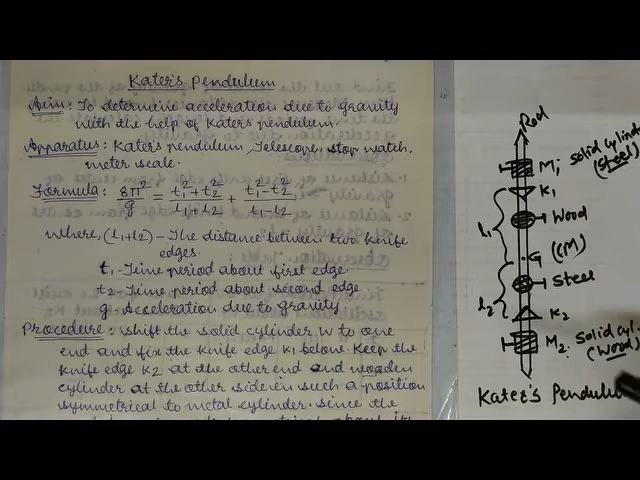 Kater's Pendulum
Aim: To determine acceleration due to gravity
with the help of Kater's pendulum.
Apparatus: Kater's pendulum, Telescope, stop watch,
meter scale.
Formula: 8π²/g = (t₁²+t₂²)/(l₁+l₂) + (t₁²-t₂²)/(l₁-l₂)
where, (l1+l2) - The distance between two knife
edges.
t₁ - Time period about first edge
t₂ - Time period about second edge
g - Acceleration due to gravity
Procedure: shift the solid cylinder W to one
end and fix the knife edge K1 below. Keep the
knife edge K2 at the other end and wooden
cylinder at the other side in such a position
symmetrical to metal cylinder. since the
Rod
M1: solid cylin
(Steel)
K1
Wood
l1
G (CM)
Steel
l2
K2
M2: solid cyl
(Wood)
Kater's Pendulu